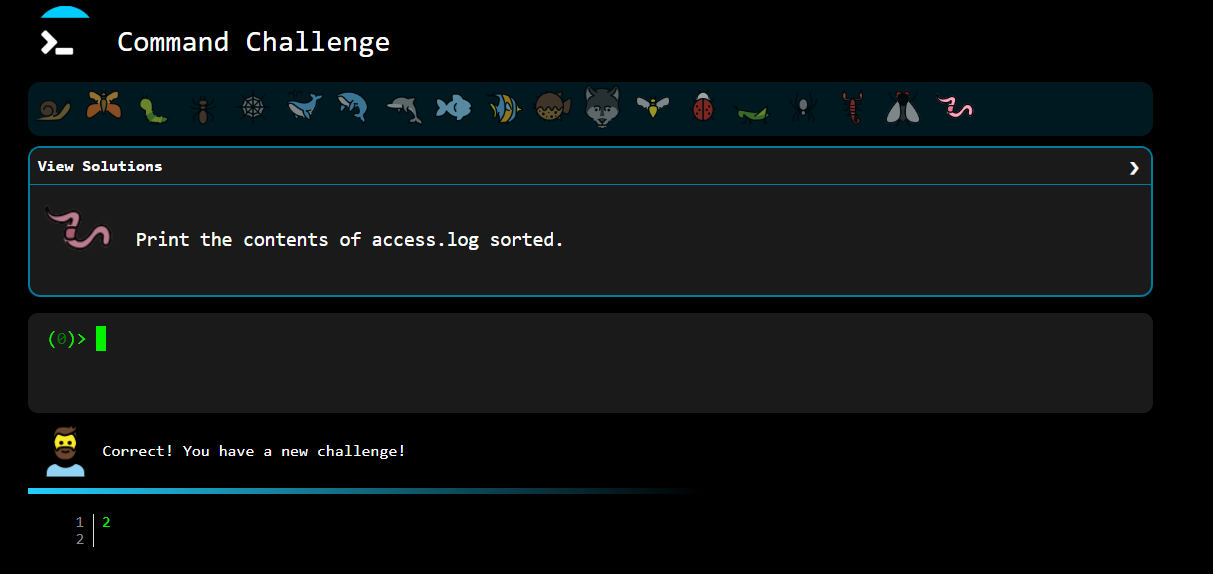 Command Challenge
View Solutions
Print the contents of access.log sorted.
(0)>
Correct! You have a new challenge!
1 2
2